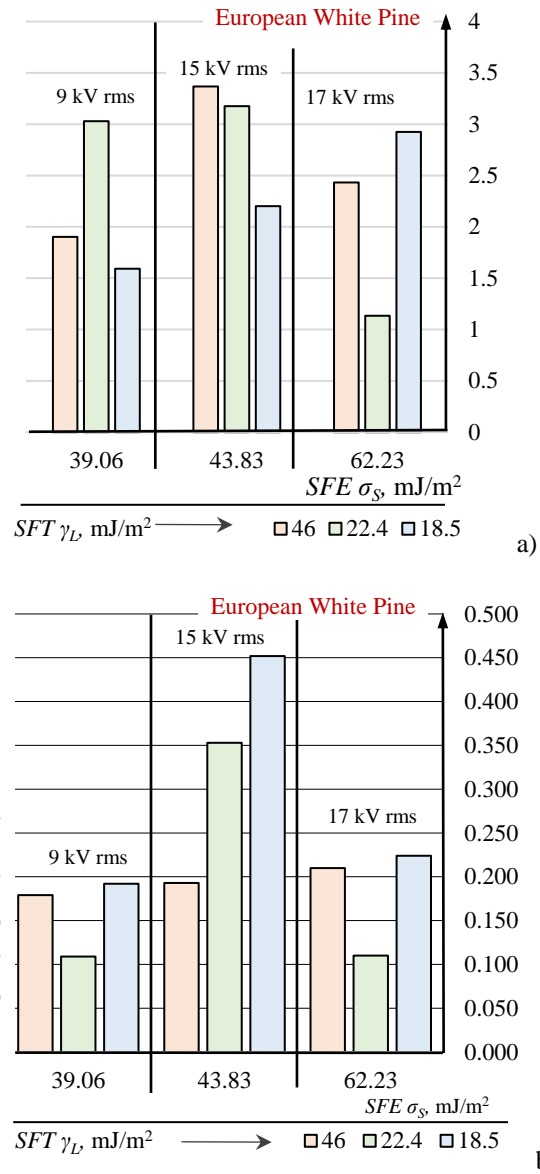 European White Pine
4
9 kV rms
15 kV rms
17 kV rms
3.5
3
2.5
2
1.5
1
0.5
0
39.06 43.83 62.23
SFE σS, mJ/m²
SFT γL, mJ/m² 46 22.4 18.5
a)
European White Pine
0.500
15 kV rms
0.450
0.400
0.350
0.300
17 kV rms
0.250
9 kV rms
0.200
0.150
0.100
0.050
0.000
39.06 43.83 62.23
SFE σS, mJ/m²
SFT γL, mJ/m² 46 22.4 18.5
b